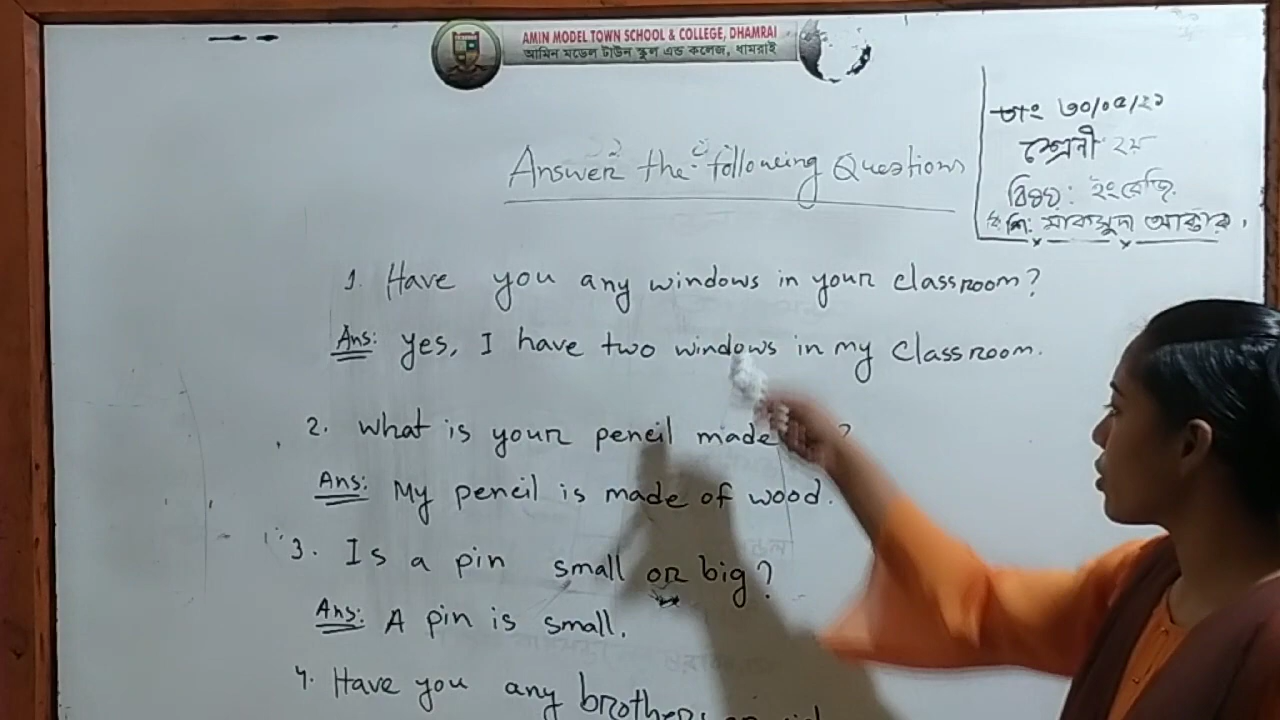 AMIN MODEL TOWN SCHOOL & COLLEGE, DHAMRAI
আমিন মডেল টাউন স্কুল এন্ড কলেজ, ধামরাই
তাং ৩০/০৫/২১
শ্রেনী ২য়
বিষয়: ইংরেজি
শি: মাকসুদা আক্তার,
Answer the following Questions
1. Have you any windows in your classroom?
Ans: yes, I have two windows in my classroom.
2. What is your pencil made ?
Ans: My pencil is made of wood.
3. Is a pin small or big?
Ans: A pin is small.
4. Have you any brothers or